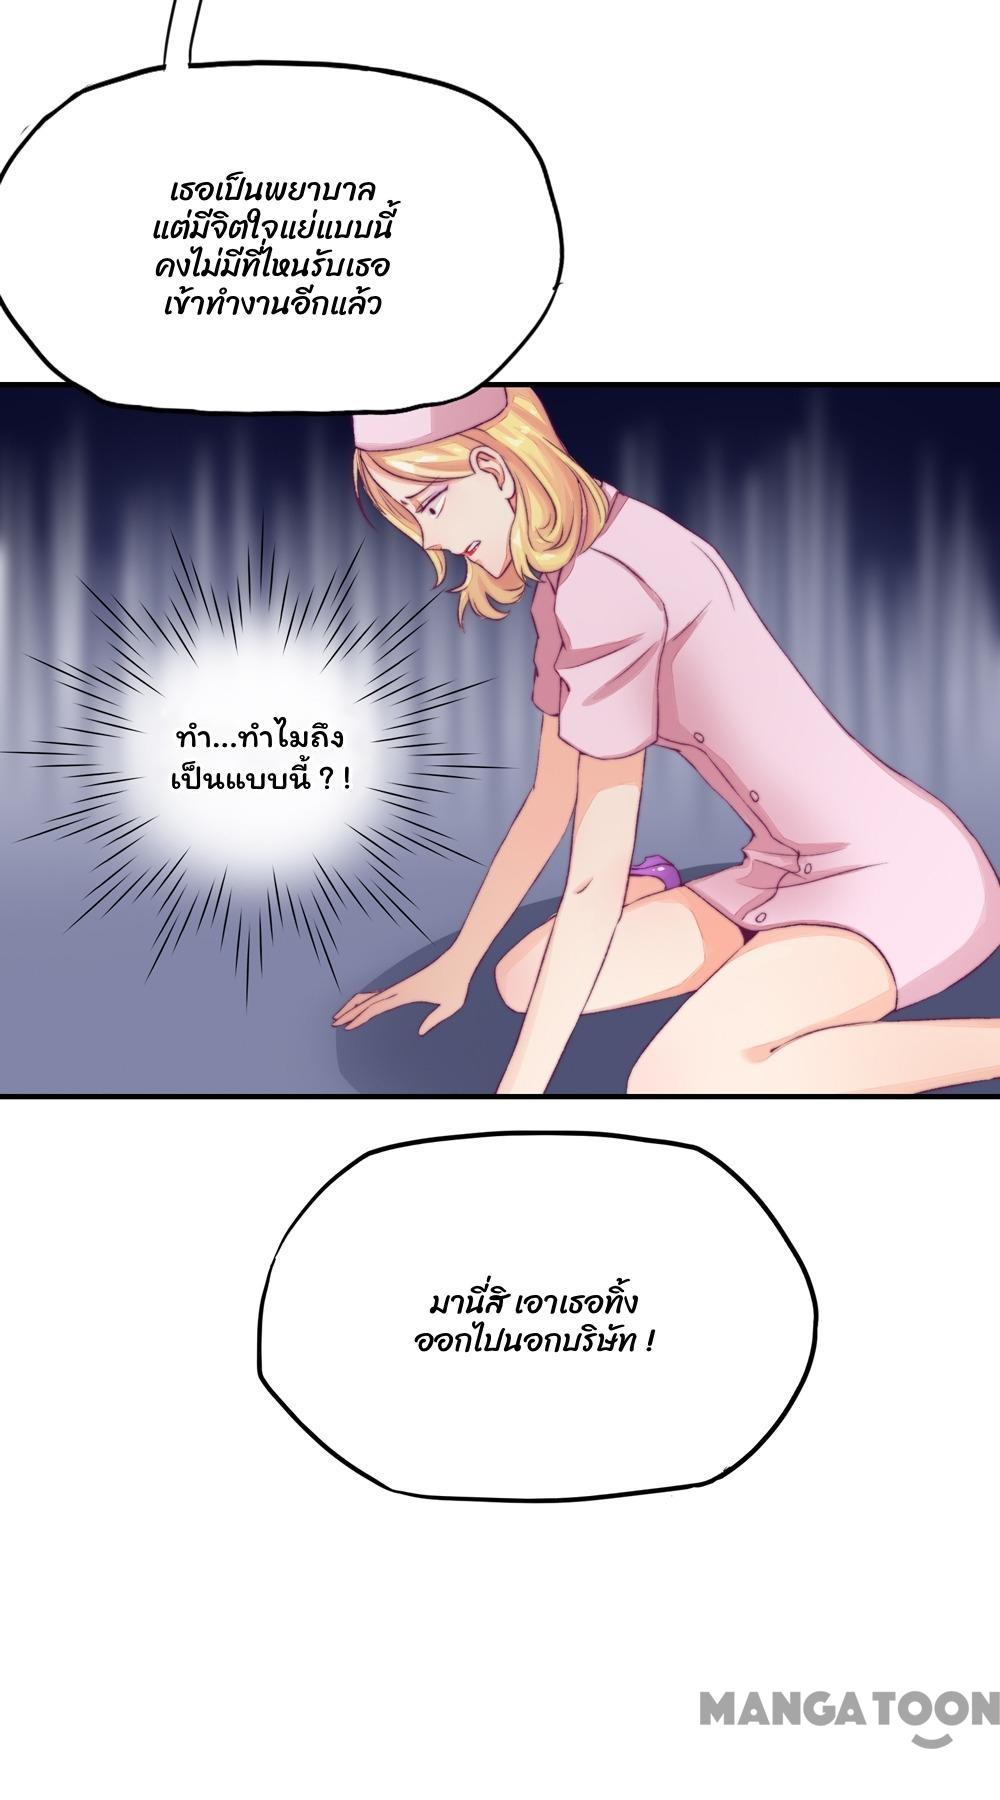 เธอเป็นพยาบาล
แต่มีจิตใจแย่แบบนี้
คงไม่มีที่ไหนรับเธอ
เข้าทำงานอีกแล้ว
ทำ...ทำไมถึง
เป็นแบบนี้ ? !
มานี่สิ เอาเธอทิ้ง
ออกไปนอกบริษัท !
MANGATOON